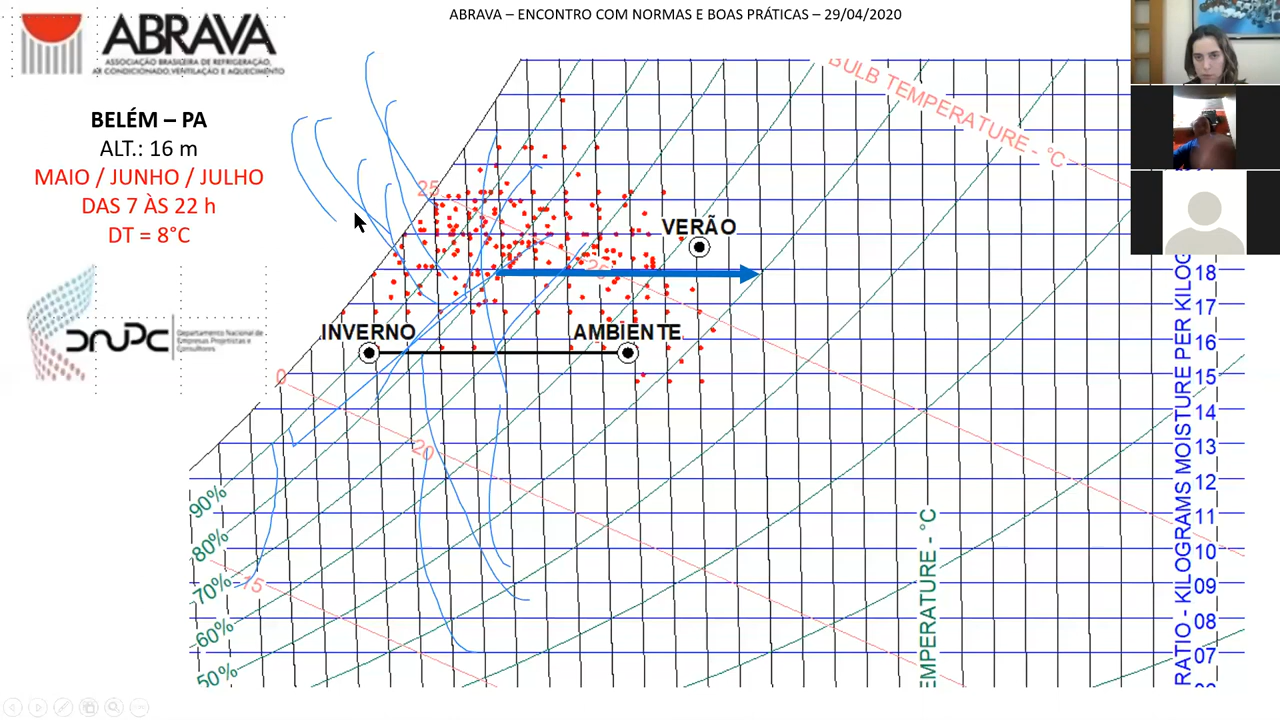 ABRAVA – ENCONTRO COM NORMAS E BOAS PRÁTICAS – 29/04/2020
ABRAVA
ASSOCIAÇÃO BRASILEIRA DE REFRIGERAÇÃO,
AR CONDICIONADO, VENTILAÇÃO E AQUECIMENTO
BELÉM – PA
ALT.: 16 m
MAIO / JUNHO / JULHO
DAS 7 ÀS 22 h
DT = 8°C
DNPC
Departamento Nacional de
Empresas Projetistas e
Consultores
BULB TEMPERATURE - °C
25
VERÃO
25
INVERNO
AMBIENTE
0
20
15
90%
80%
70%
60%
50%
EMPERATURE - °C
RATIO - KILOGRAMS MOISTURE PER KILOG
18
17
16
15
14
13
12
11
10
09
08
07